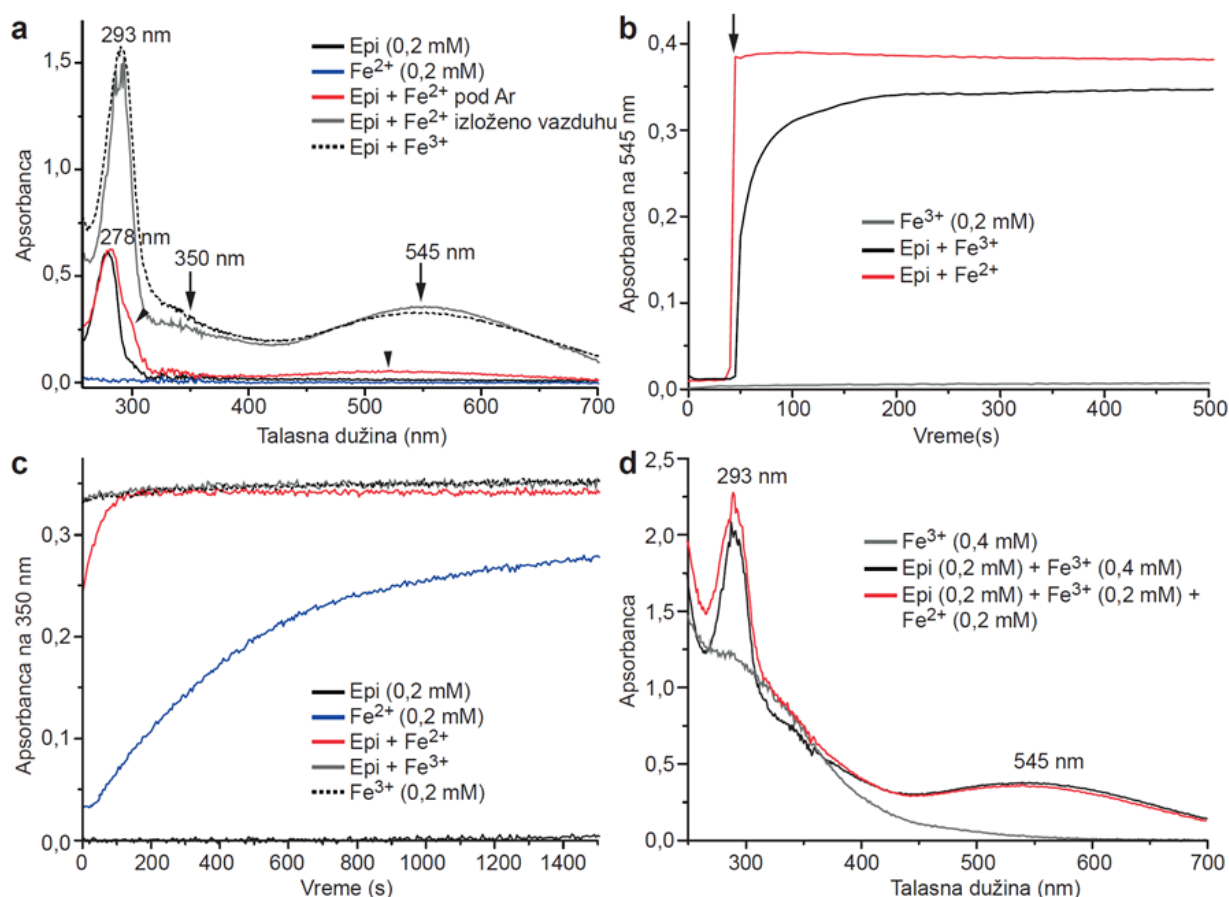 a
293 nm
278 nm
350 nm
545 nm
Epi (0,2 mM)
Fe²⁺ (0,2 mM)
Epi + Fe²⁺ pod Ar
Epi + Fe²⁺ izloženo vazduhu
Epi + Fe³⁺
Apsorbanca
1,5
1,0
0,5
0,0
300 400 500 600 700
Talasna dužina (nm)
b
Apsorbanca na 545 nm
0,4
0,3
0,2
0,1
0,0
Fe³⁺ (0,2 mM)
Epi + Fe³⁺
Epi + Fe²⁺
0 100 200 300 400 500
Vreme(s)
c
Apsorbanca na 350 nm
0,3
0,2
0,1
0,0
Epi (0,2 mM)
Fe²⁺ (0,2 mM)
Epi + Fe²⁺
Epi + Fe³⁺
Fe³⁺ (0,2 mM)
0 200 400 600 800 1000 1200 1400
Vreme (s)
d
293 nm
545 nm
Fe³⁺ (0,4 mM)
Epi (0,2 mM) + Fe³⁺ (0,4 mM)
Epi (0,2 mM) + Fe³⁺ (0,2 mM) +
Fe²⁺ (0,2 mM)
Apsorbanca
2,5
2,0
1,5
1,0
0,5
0,0
300 400 500 600 700
Talasna dužina (nm)